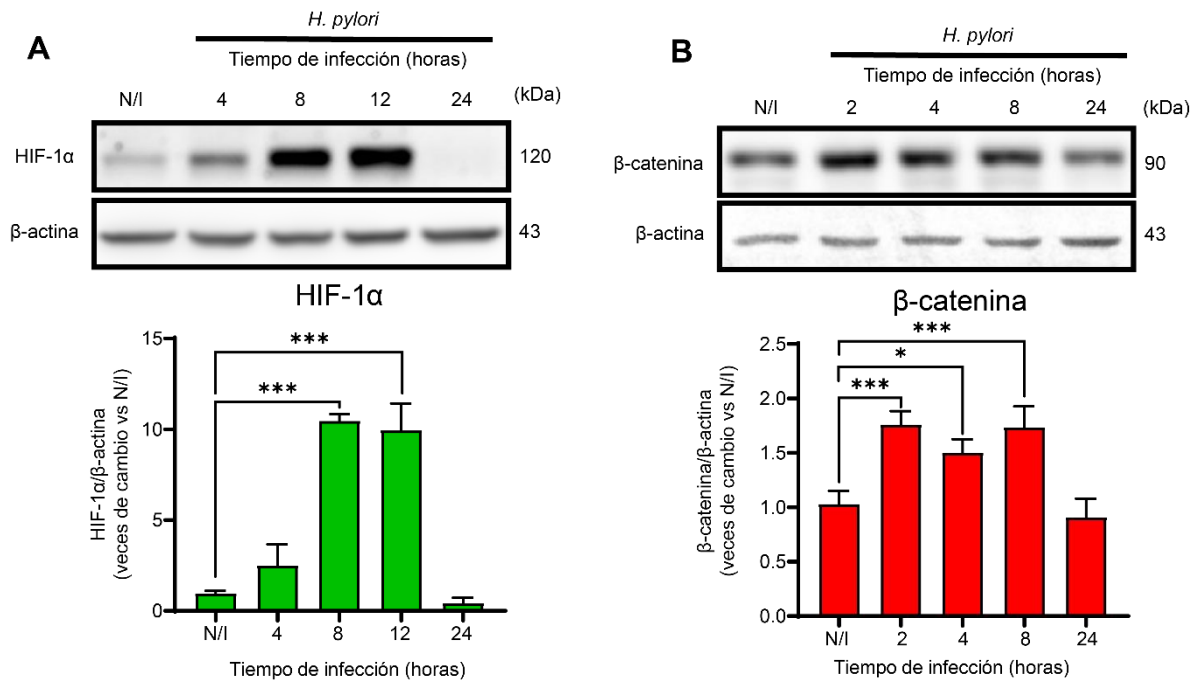 A
H. pylori
Tiempo de infección (horas)
N/I 4 8 12 24 (kDa)
HIF-1α 120
β-actina 43
HIF-1α
15
10
5
0
HIF-1α/β-actina
(veces de cambio vs N/I)
***
***
N/I 4 8 12 24
Tiempo de infección (horas)
B
H. pylori
Tiempo de infección (horas)
N/I 2 4 8 24 (kDa)
β-catenina 90
β-actina 43
β-catenina
2.5
2.0
1.5
1.0
0.5
0.0
β-catenina/β-actina
(veces de cambio vs N/I)
***
*
***
N/I 2 4 8 24
Tiempo de infección (horas)